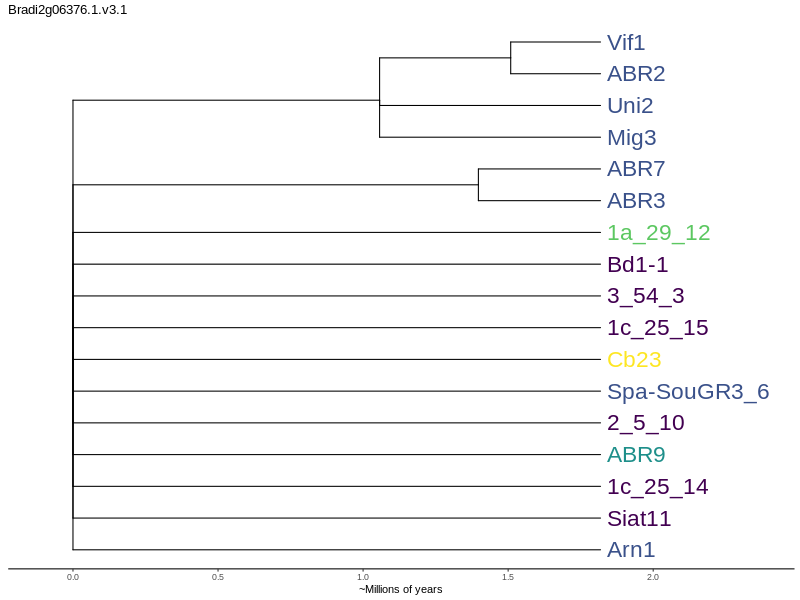 Bradi2g06376.1.v3.1
Vif1
ABR2
Uni2
Mig3
ABR7
ABR3
1a_29_12
Bd1-1
3_54_3
1c_25_15
Cb23
Spa-SouGR3_6
2_5_10
ABR9
1c_25_14
Siat11
Arn1
0.0 0.5 1.0 1.5 2.0
~Millions of years